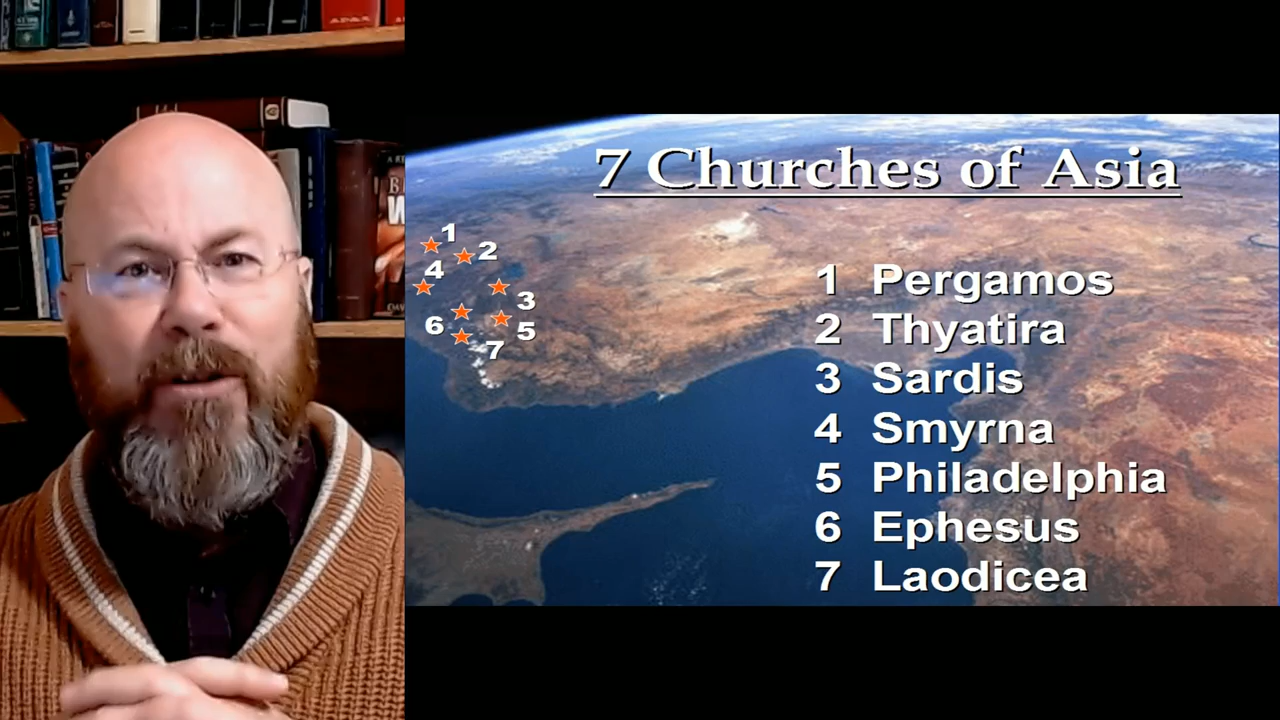 7 Churches of Asia
1
2
4
3
6
5
7
1 Pergamos
2 Thyatira
3 Sardis
4 Smyrna
5 Philadelphia
6 Ephesus
7 Laodicea